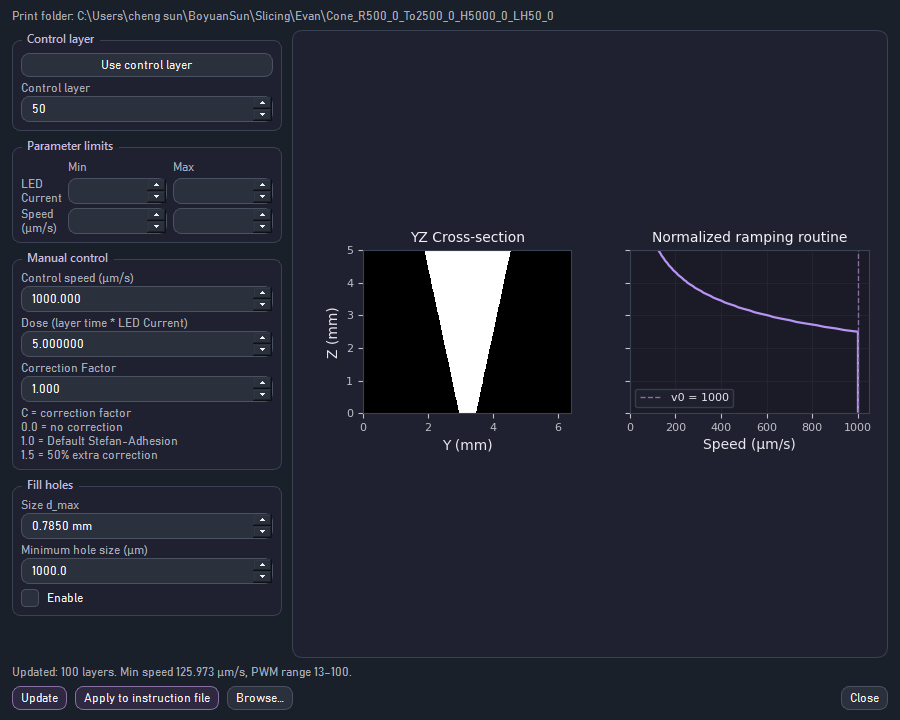 Print folder: C:\Users\cheng sun\BoyuanSun\Slicing\Evan\Cone_R500_0_To2500_0_H5000_0_LH50_0
Control layer
Use control layer
Control layer
50
Parameter limits
Min Max
LED
Current
Speed
(µm/s)
Manual control
Control speed (µm/s)
1000.000
Dose (layer time * LED Current)
5.000000
Correction Factor
1.000
C = correction factor
0.0 = no correction
1.0 = Default Stefan-Adhesion
1.5 = 50% extra correction
Fill holes
Size d_max
0.7850 mm
Minimum hole size (µm)
1000.0
Enable
YZ Cross-section
5
4
3
2
1
0
Z (mm)
0 2 4 6
Y (mm)
Normalized ramping routine
v0 = 1000
0 200 400 600 800 1000
Speed (µm/s)
Updated: 100 layers. Min speed 125.973 µm/s, PWM range 13–100.
Update Apply to instruction file Browse... Close